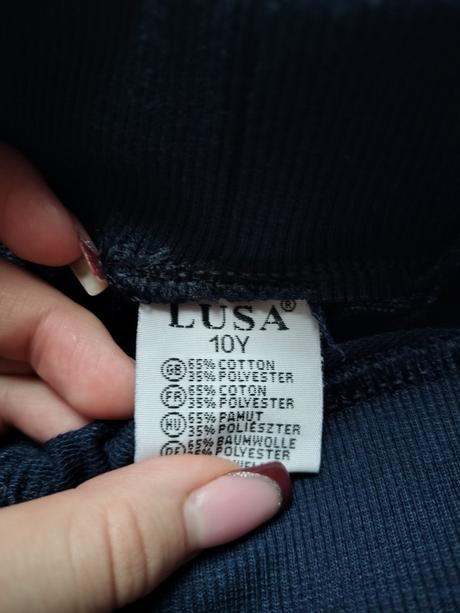 LUSA®
10Y
GB 65% COTTON
35% POLYESTER
FR 65% COTON
35% POLYESTER
HU 65% PAMUT
35% POLIÉSZTER
DE 65% BAUMWOLLE
POLYESTER